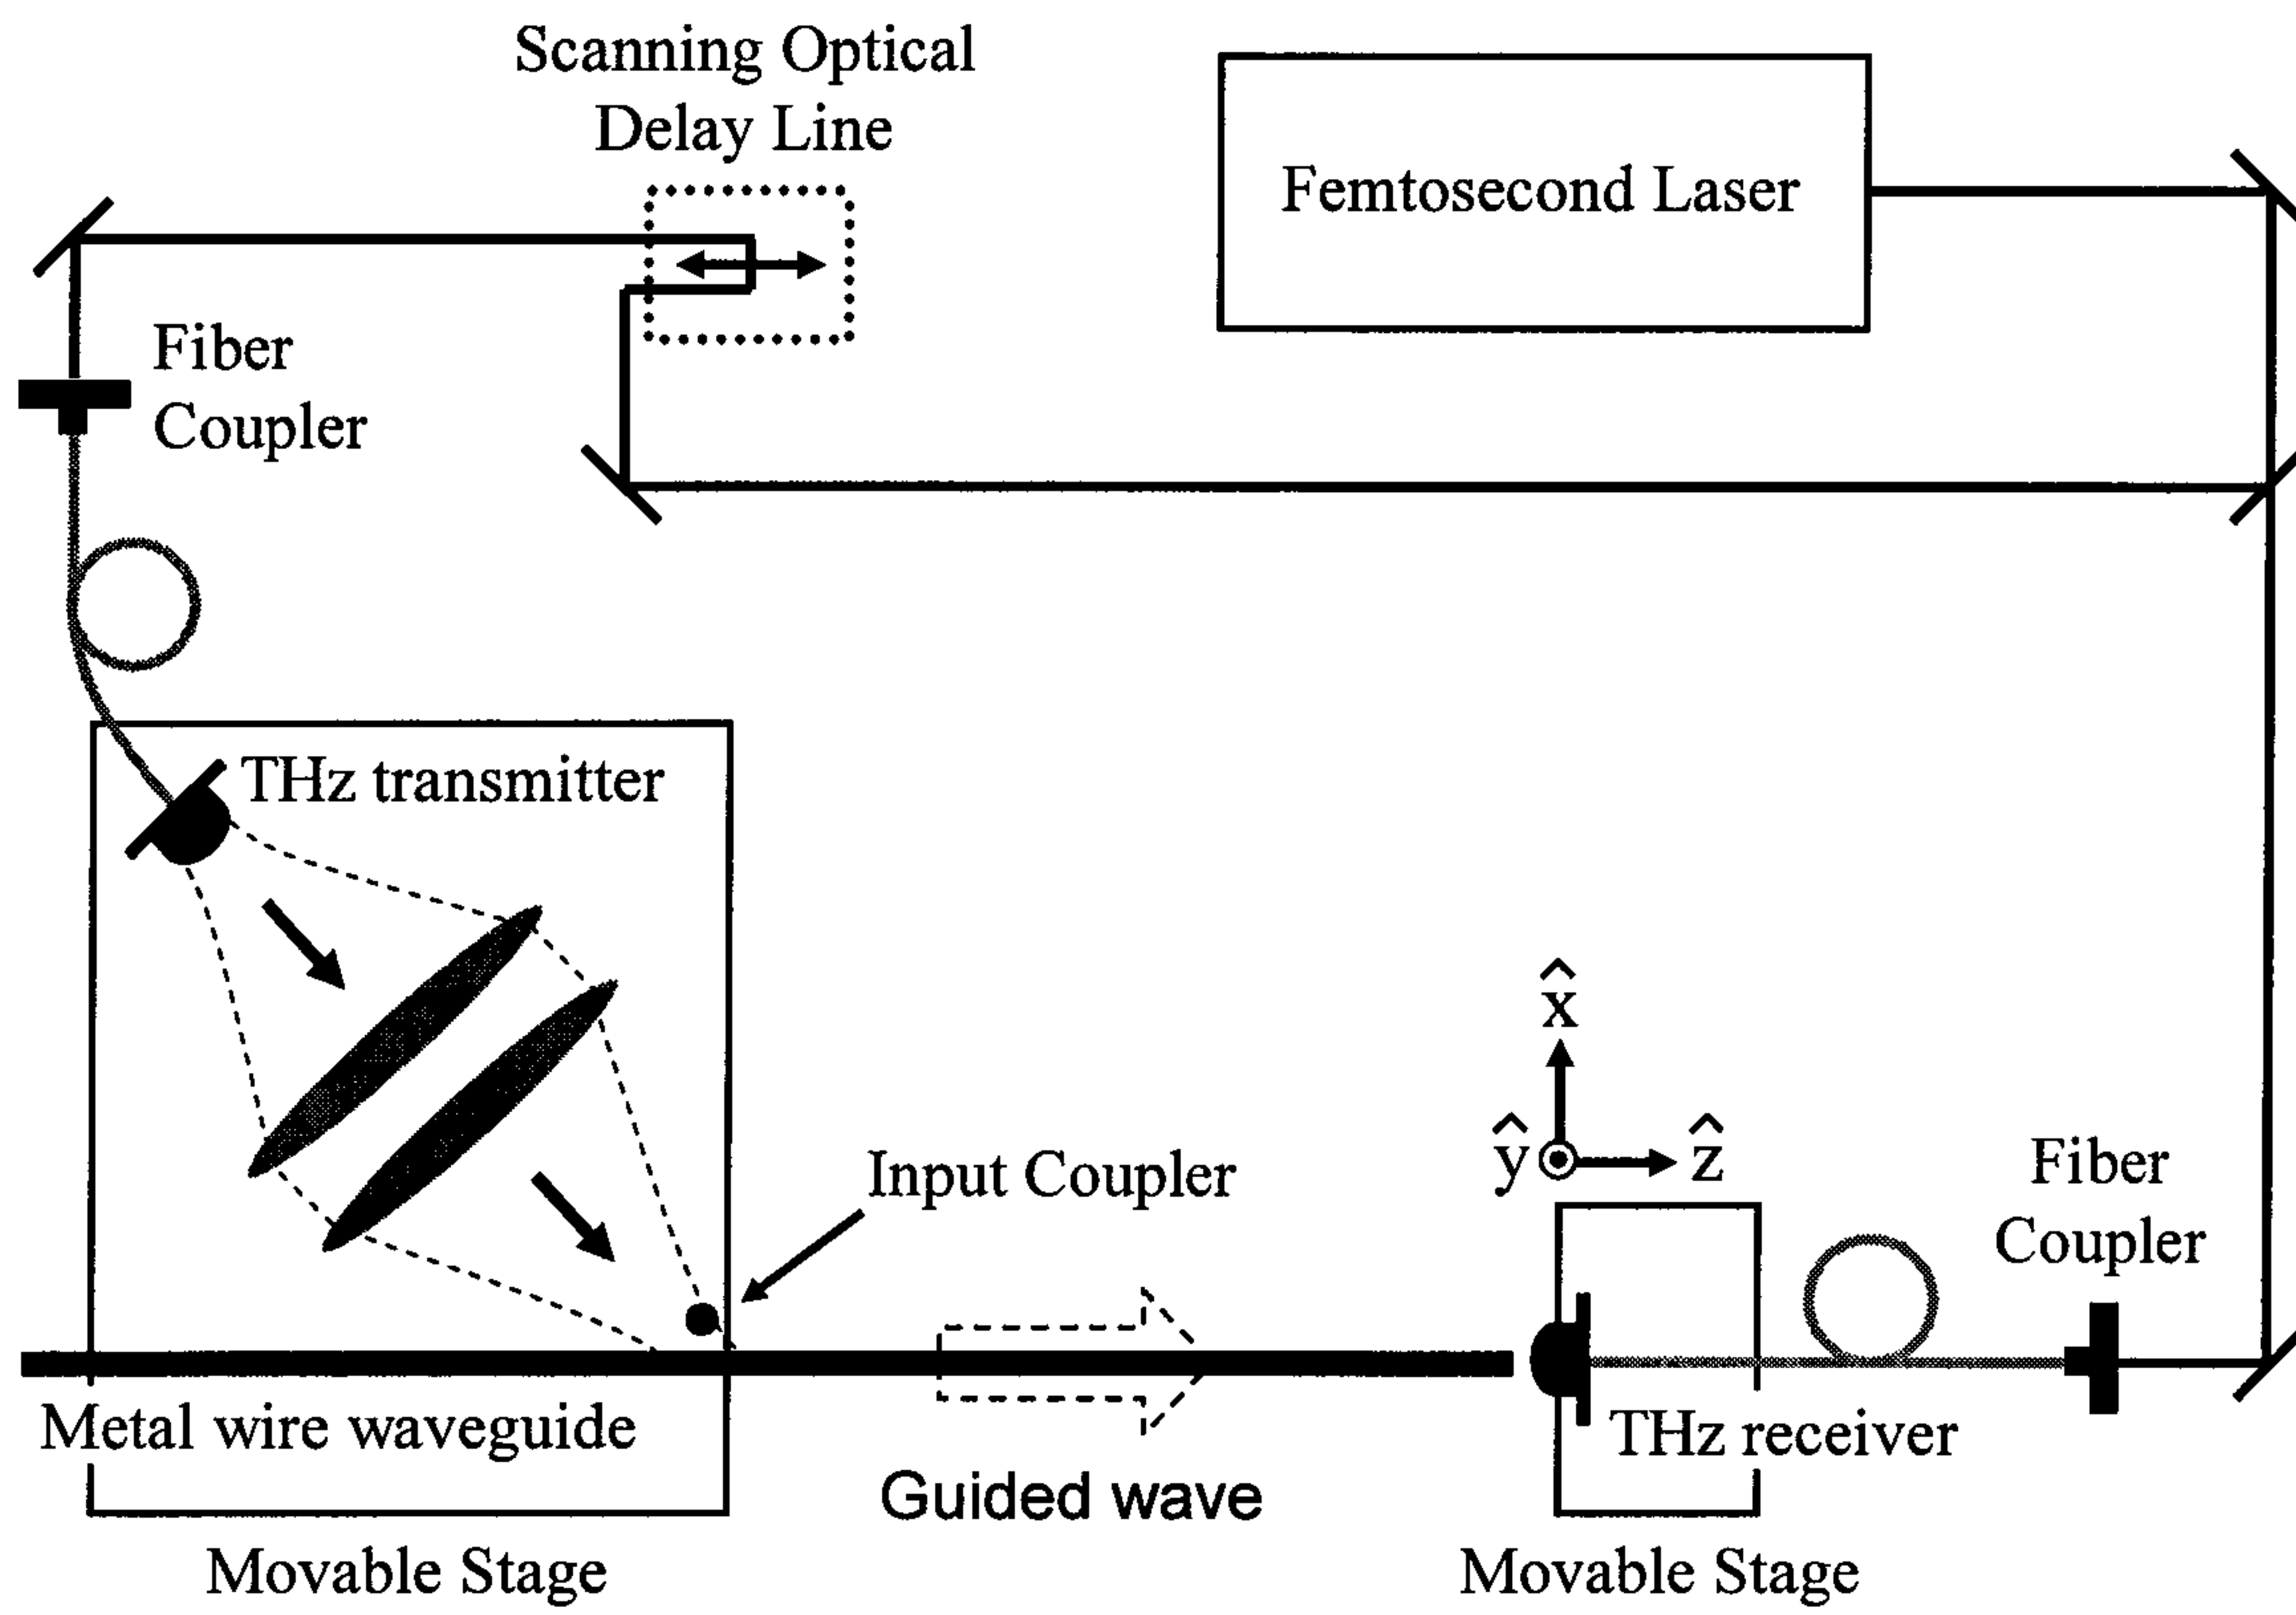 Scanning Optical
Delay Line
Femtosecond Laser
Fiber
Coupler
THz transmitter
Input Coupler
x̂
ŷ
ẑ
Fiber
Coupler
Metal wire waveguide
THz receiver
Guided wave
Movable Stage
Movable Stage